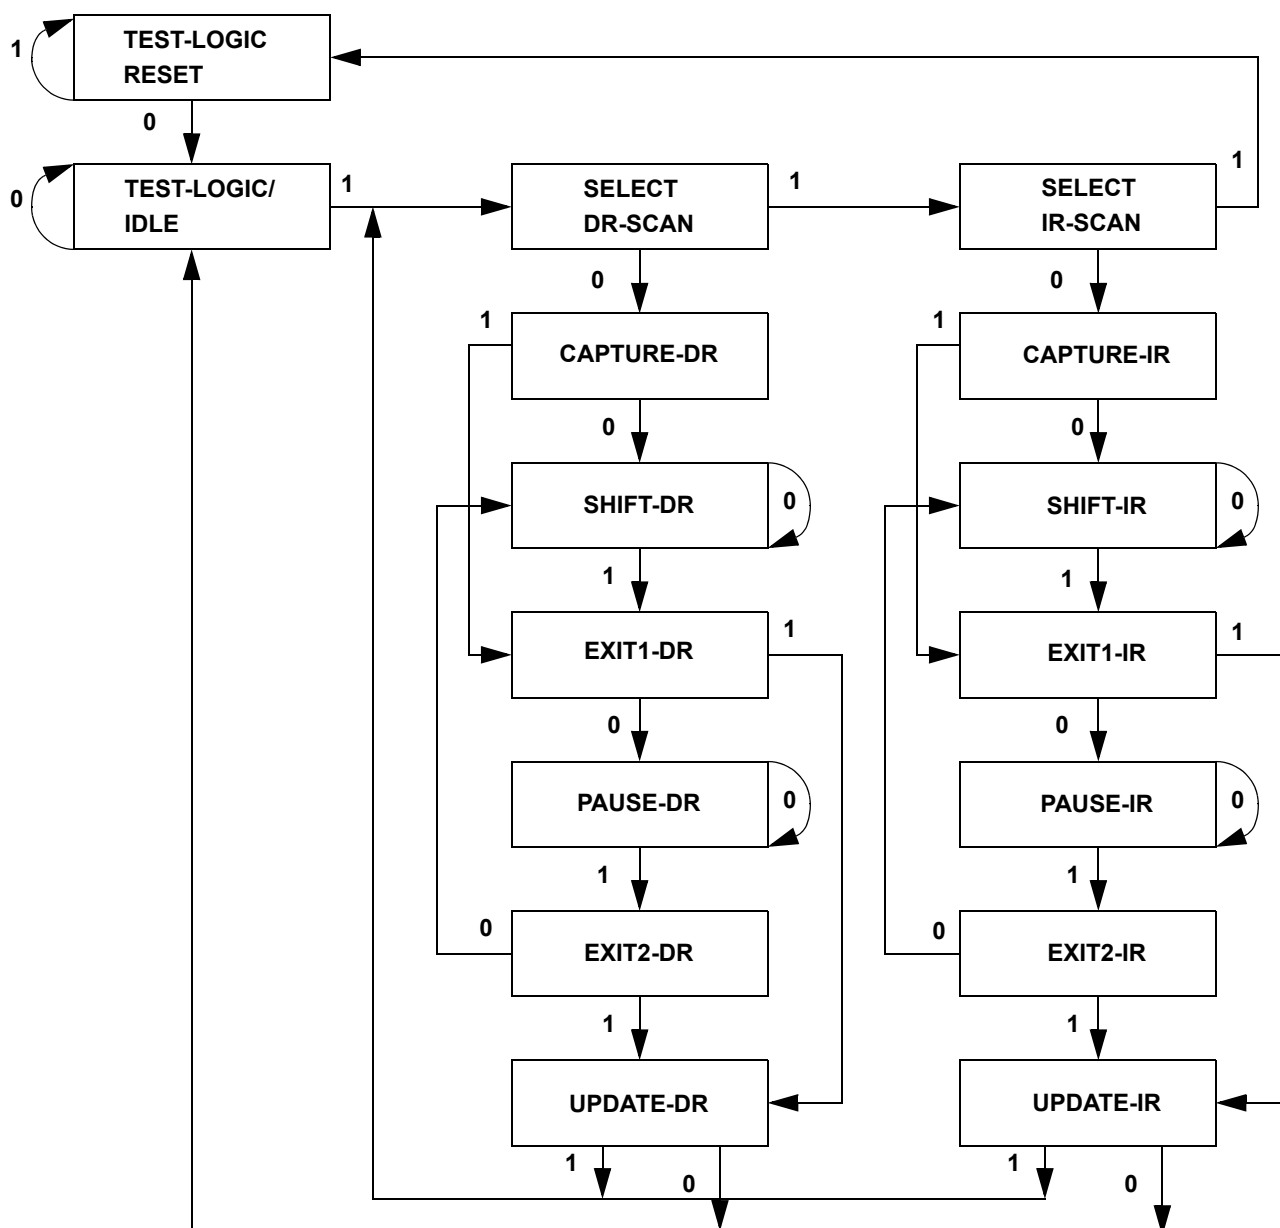 1
TEST-LOGIC
RESET
0
0
TEST-LOGIC/
IDLE
1
SELECT
DR-SCAN
1
SELECT
IR-SCAN
1
0
0
1
CAPTURE-DR
1
CAPTURE-IR
0
0
SHIFT-DR
0
SHIFT-IR
0
1
1
EXIT1-DR
1
EXIT1-IR
1
0
0
PAUSE-DR
0
PAUSE-IR
0
1
1
0
EXIT2-DR
0
EXIT2-IR
1
1
UPDATE-DR
UPDATE-IR
1
0
1
0